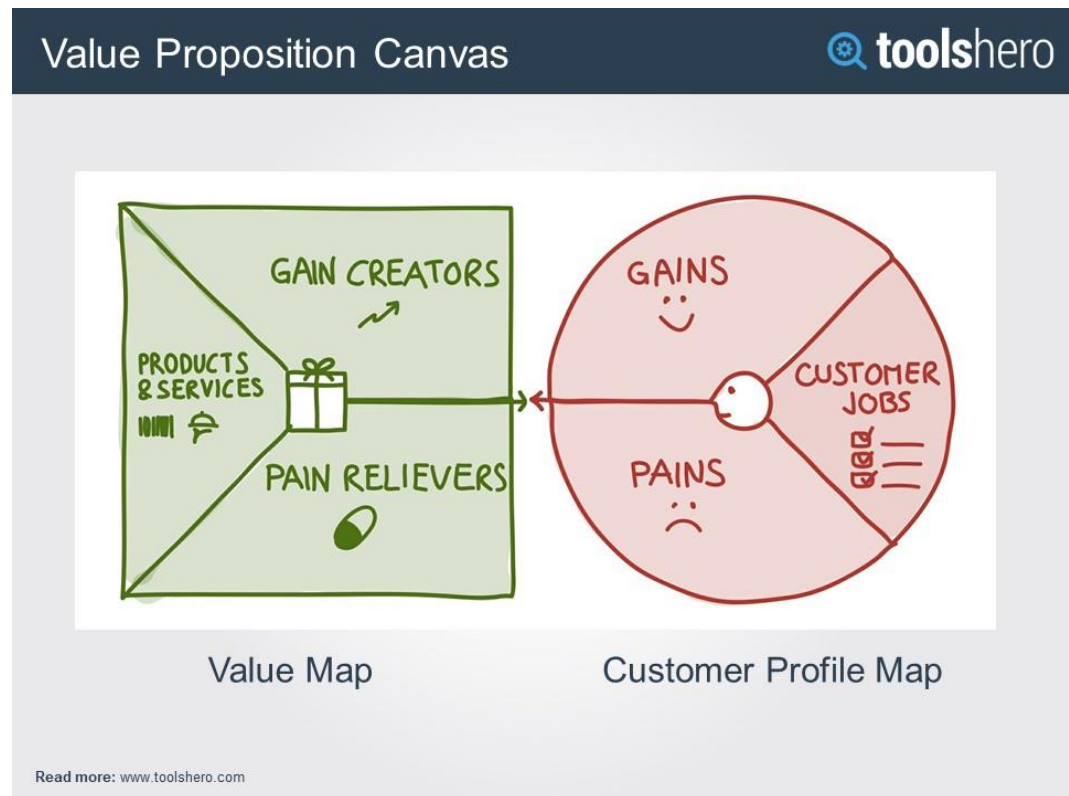 Value Proposition Canvas
toolshero
GAIN CREATORS
PRODUCTS
& SERVICES
PAIN RELIEVERS
GAINS
CUSTOMER
JOBS
PAINS
Value Map
Customer Profile Map
Read more: www.toolshero.com